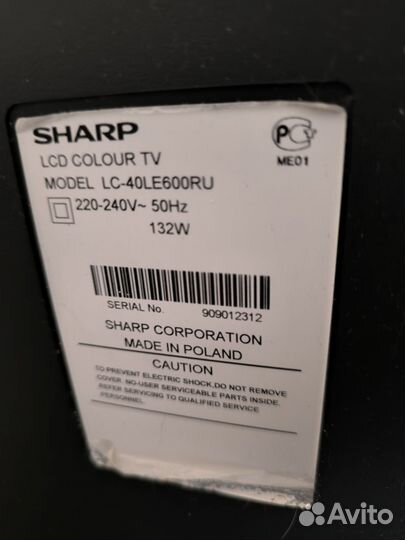 SHARP
LCD COLOUR TV
MODEL LC-40LE600RU
220-240V~ 50Hz
132W
РС
ME01
SERIAL No. 909012312
SHARP CORPORATION
MADE IN POLAND
CAUTION
TO PREVENT ELECTRIC SHOCK,DO NOT REMOVE
COVER. NO-USER SERVICEABLE PARTS INSIDE.
REFER SERVICING TO QUALIFIED SERVICE
PERSONNEL.
Avito